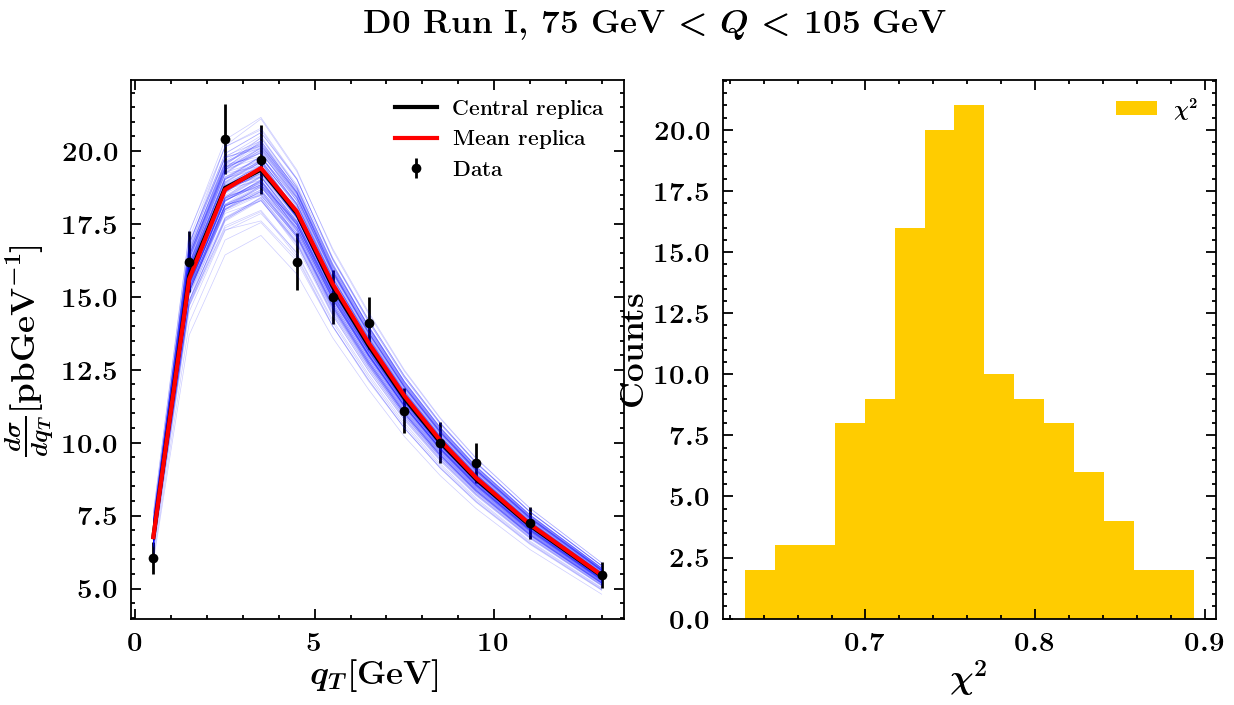 D0 Run I, 75 GeV < Q < 105 GeV
dσ/dq_T [pbGeV⁻¹]
20.0
17.5
15.0
12.5
10.0
7.5
5.0
Central replica
Mean replica
Data
0 5 10
q_T[GeV]
Counts
20.0
17.5
15.0
12.5
10.0
7.5
5.0
2.5
0.0
χ²
0.7 0.8 0.9
χ²